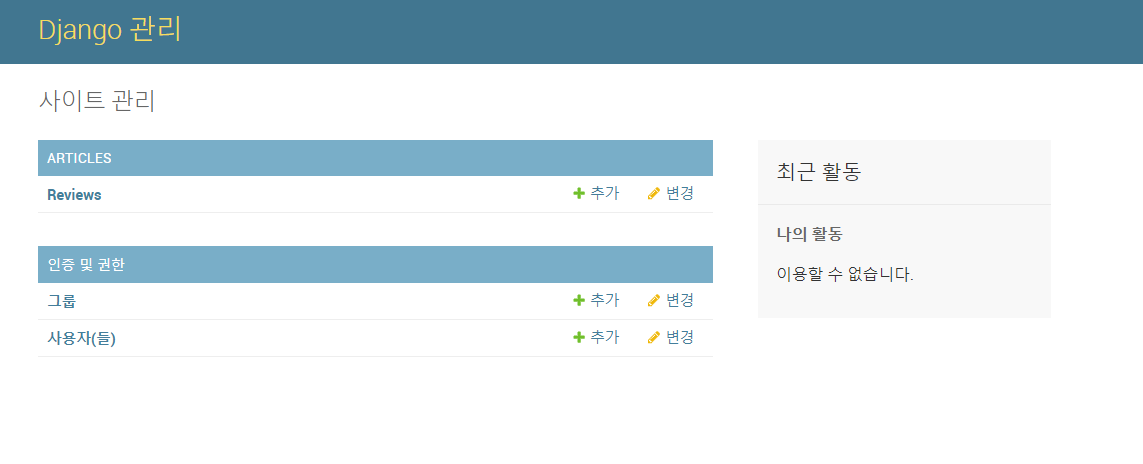 Django 관리
사이트 관리
ARTICLES
Reviews 추가 변경
인증 및 권한
그룹 추가 변경
사용자(들) 추가 변경
최근 활동
나의 활동
이용할 수 없습니다.